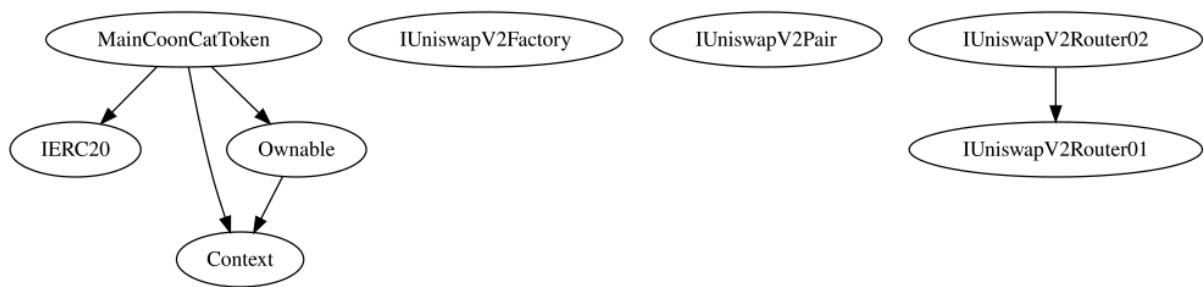 MainCoonCatToken
IUniswapV2Factory
IUniswapV2Pair
IUniswapV2Router02
IERC20
Ownable
IUniswapV2Router01
Context